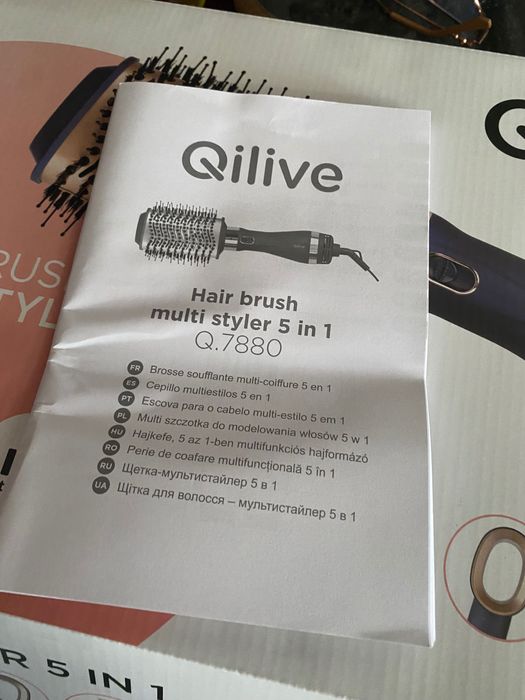 Qilive
Hair brush
multi styler 5 in 1
Q.7880
FR Brosse soufflante multi-coiffure 5 en 1
ES Cepillo multiestilos 5 en 1
PT Escova para o cabelo multi-estilo 5 em 1
PL Multi szczotka do modelowania włosów 5 w 1
HU Hajkefe, 5 az 1-ben multifunkciós hajformázó
RO Perie de coafare multifuncțională 5 în 1
RU Щетка-мультистайлер 5 в 1
UA Щітка для волосся – мультистайлер 5 в 1
RUS
TYL
R 5 IN 1